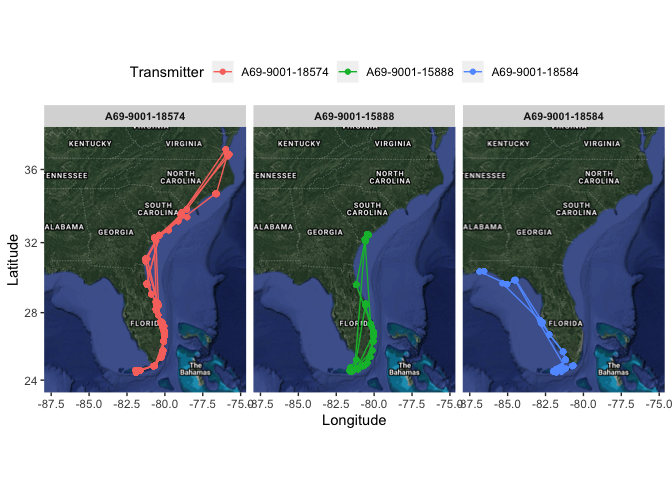 Transmitter A69-9001-18574 A69-9001-15888 A69-9001-18584
A69-9001-18574 A69-9001-15888 A69-9001-18584
VIRGINIA VIRGINIA VIRGINIA
KENTUCKY VIRGINIA KENTUCKY VIRGINIA KENTUCKY VIRGINIA
36
ENNESSEE NORTH CAROLINA TENNESSEE NORTH CAROLINA TENNESSEE NORTH CAROLINA
SOUTH CAROLINA SOUTH CAROLINA SOUTH CAROLINA
ALABAMA GEORGIA ALABAMA GEORGIA ALABAMA GEORGIA
32
Latitude
28
FLORIDA FLORIDA FLORIDA
The Bahamas The Bahamas The Bahamas
24
-87.5 -85.0 -82.5 -80.0 -77.5 -75.0 -87.5 -85.0 -82.5 -80.0 -77.5 -75.0 -87.5 -85.0 -82.5 -80.0 -77.5 -75.0
Longitude